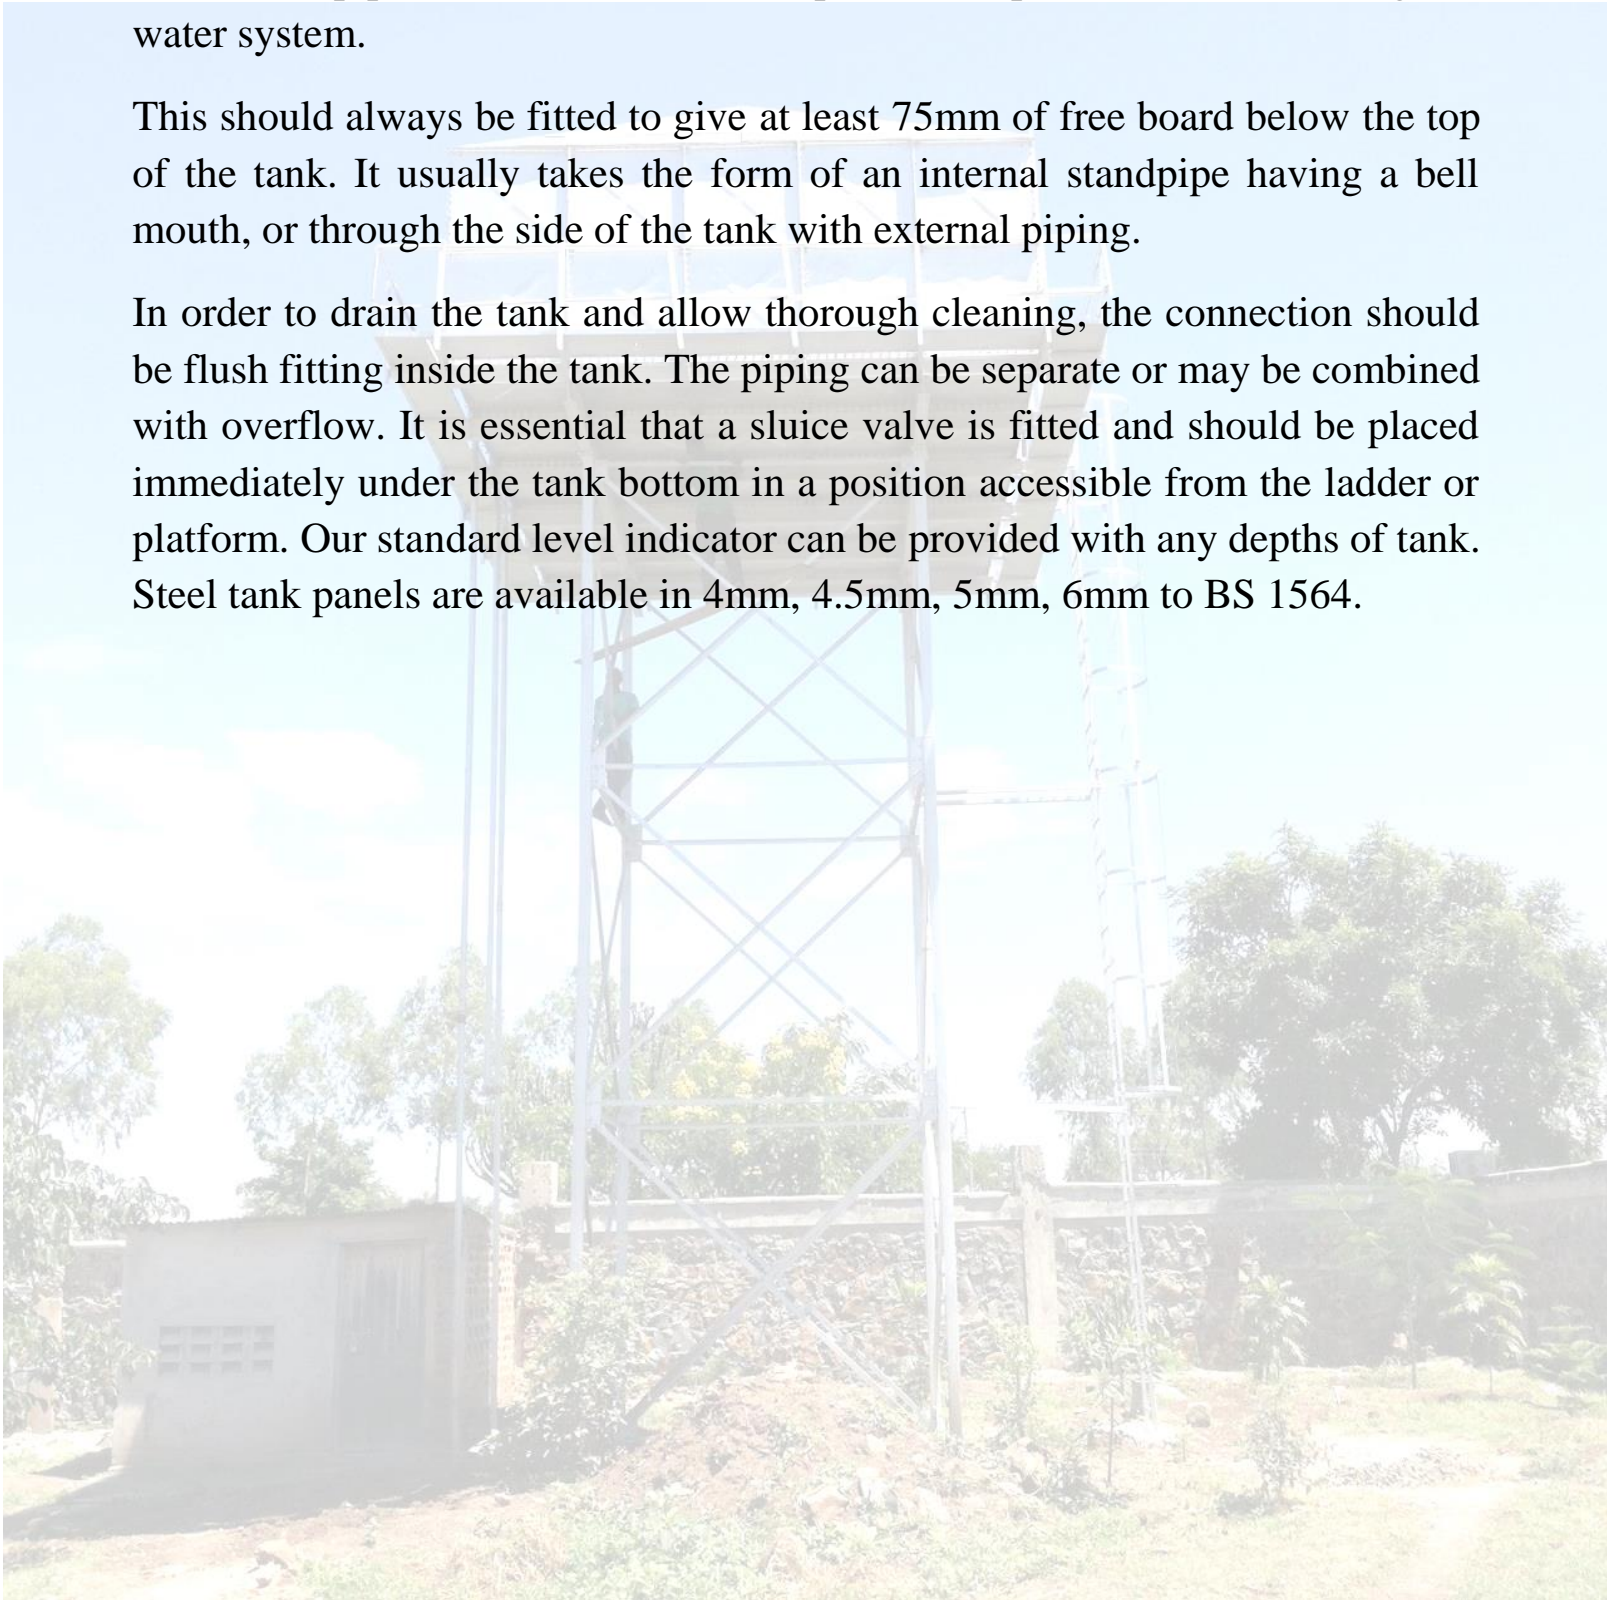 water system.
This should always be fitted to give at least 75mm of free board below the top
of the tank. It usually takes the form of an internal standpipe having a bell
mouth, or through the side of the tank with external piping.
In order to drain the tank and allow thorough cleaning, the connection should
be flush fitting inside the tank. The piping can be separate or may be combined
with overflow. It is essential that a sluice valve is fitted and should be placed
immediately under the tank bottom in a position accessible from the ladder or
platform. Our standard level indicator can be provided with any depths of tank.
Steel tank panels are available in 4mm, 4.5mm, 5mm, 6mm to BS 1564.